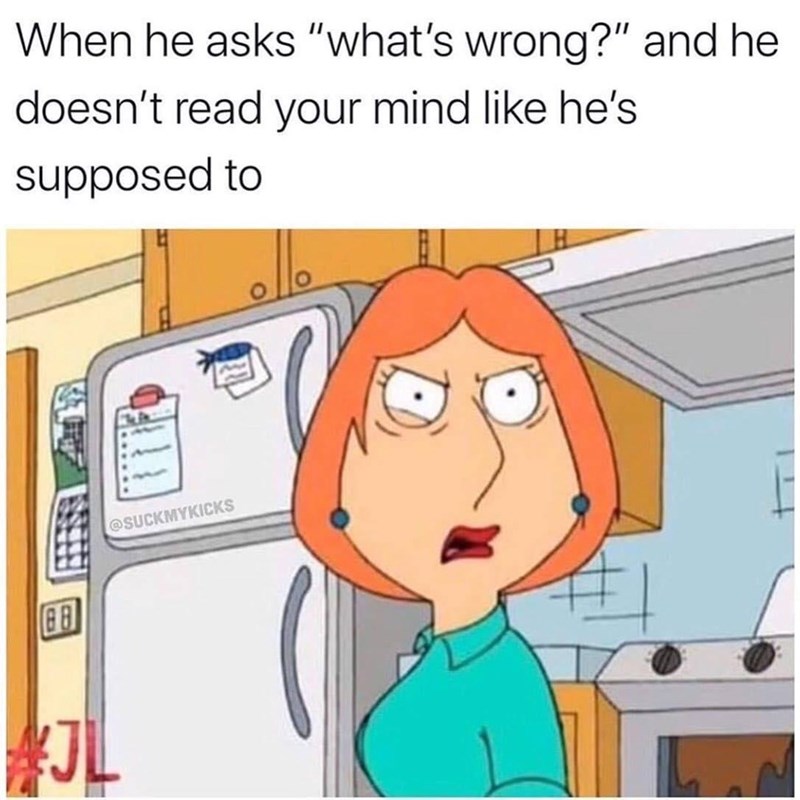 When he asks "what's wrong?" and he
doesn't read your mind like he's
supposed to
@SUCKMYKICKS
#JL